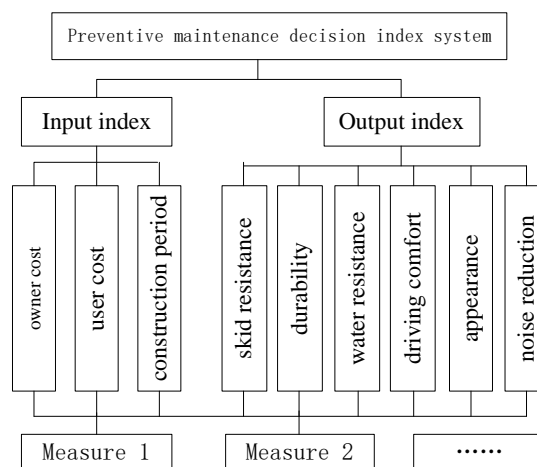 Preventive maintenance decision index system
Input index
Output index
owner cost
user cost
construction period
skid resistance
durability
water resistance
driving comfort
appearance
noise reduction
Measure 1
Measure 2
……